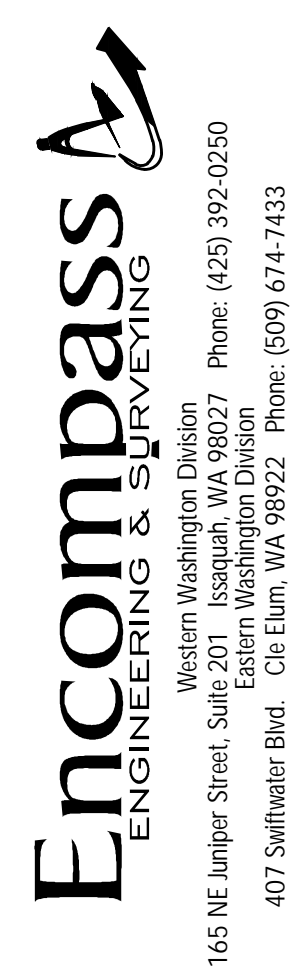 Encompass
ENGINEERING & SURVEYING
Western Washington Division
165 NE Juniper Street, Suite 201 Issaquah, WA 98027 Phone: (425) 392-0250
Eastern Washington Division
407 Swiftwater Blvd. Cle Elum, WA 98922 Phone: (509) 674-7433